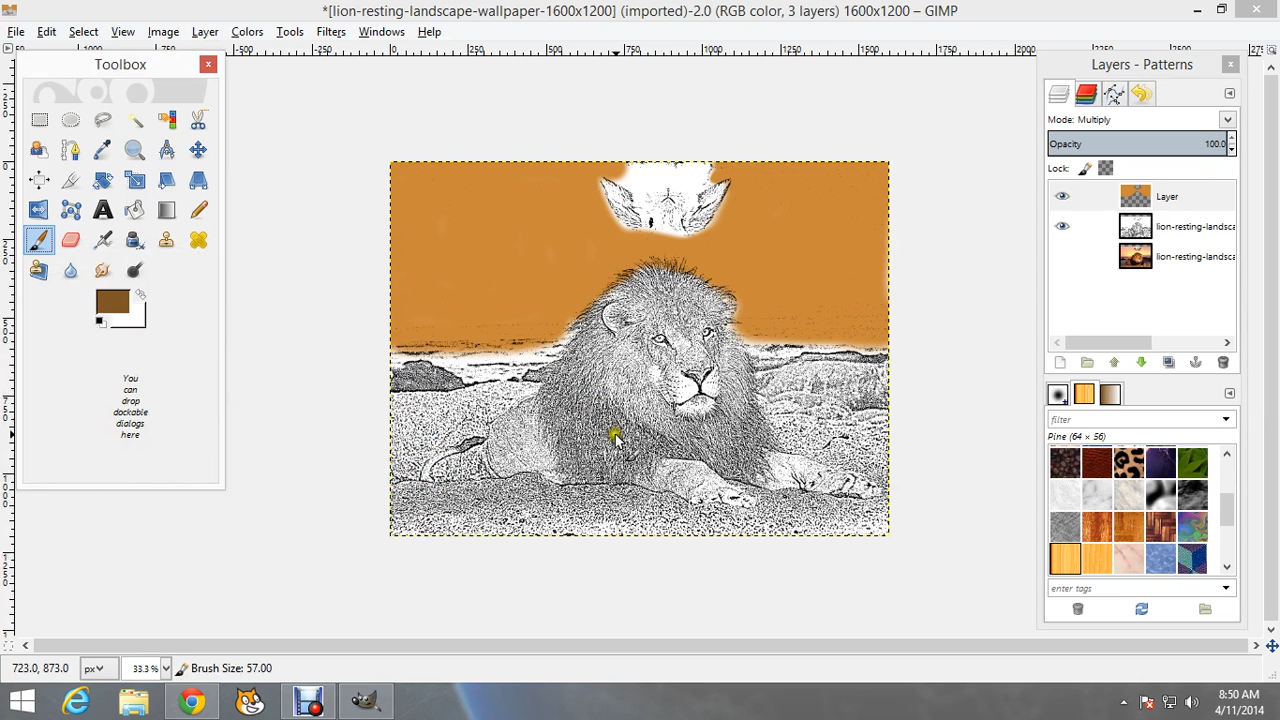 *[lion-resting-landscape-wallpaper-1600x1200] (imported)-2.0 (RGB color, 3 layers) 1600x1200 – GIMP
File Edit Select View Image Layer Colors Tools Filters Windows Help
Toolbox
You
can
drop
dockable
dialogs
here
Layers - Patterns
Mode: Multiply
Opacity 100.0
Lock:
Layer
lion-resting-landsca
lion-resting-landsca
filter
Pine (64 × 56)
enter tags
723.0, 873.0 px 33.3 % Brush Size: 57.00
8:50 AM
4/11/2014